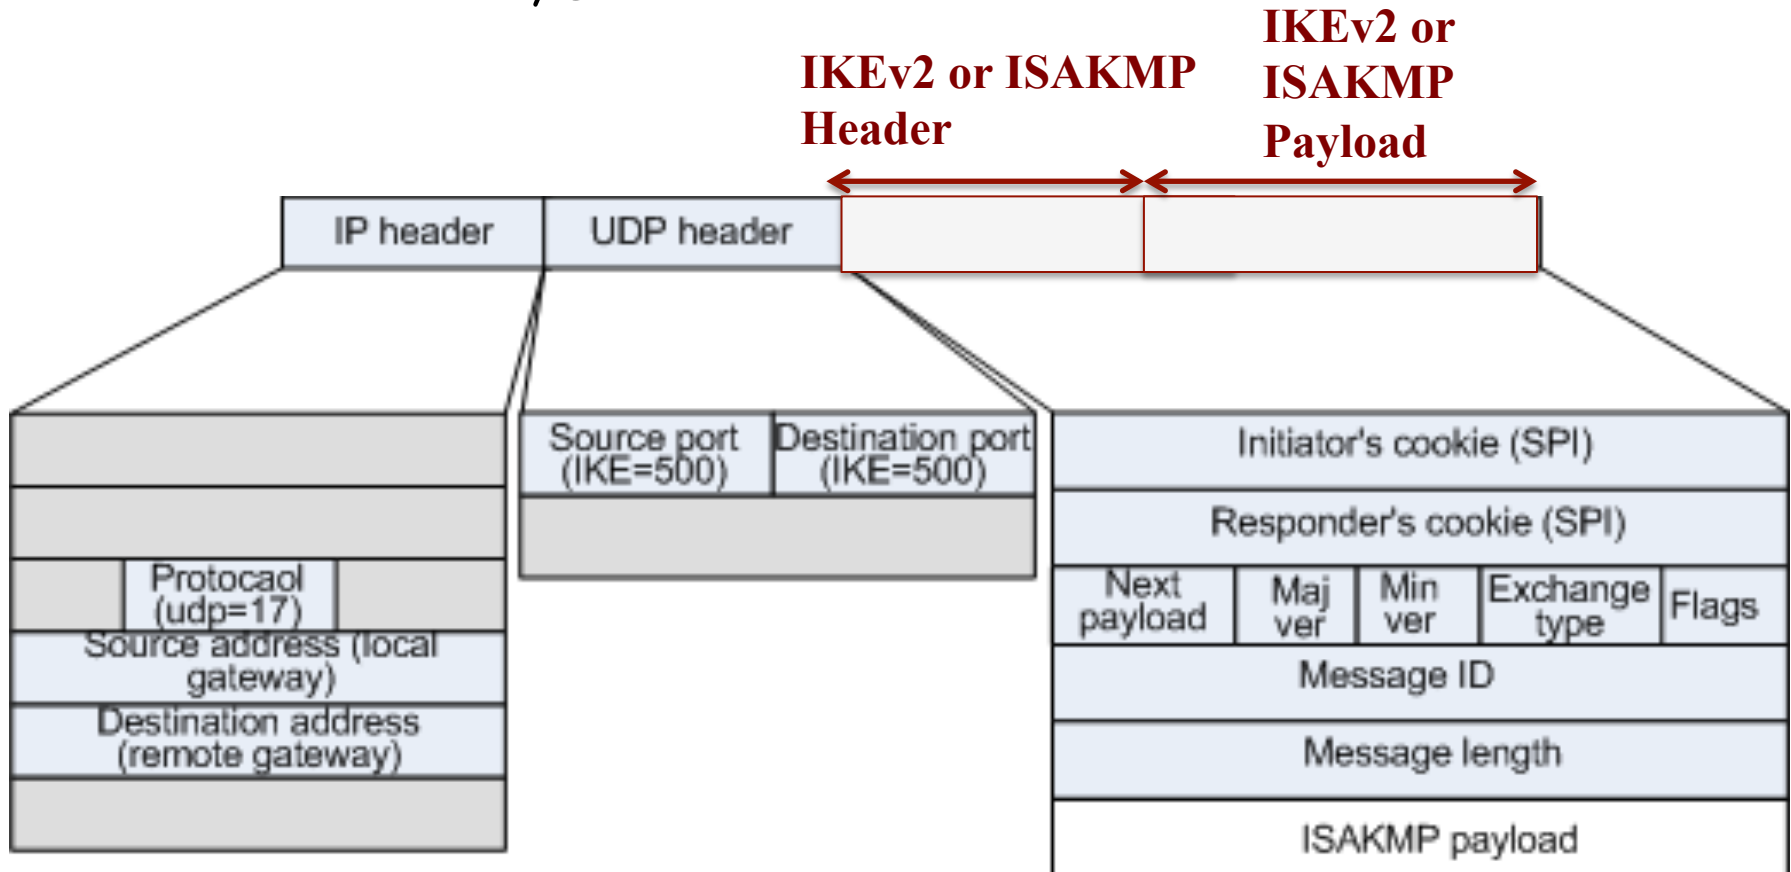 IKEv2 or ISAKMP
Header
IKEv2 or
ISAKMP
Payload
IP header
UDP header
Protocaol
(udp=17)
Source address (local
gateway)
Destination address
(remote gateway)
Source port
(IKE=500)
Destination port
(IKE=500)
Initiator's cookie (SPI)
Responder's cookie (SPI)
Next
payload
Maj
ver
Min
ver
Exchange
type
Flags
Message ID
Message length
ISAKMP payload